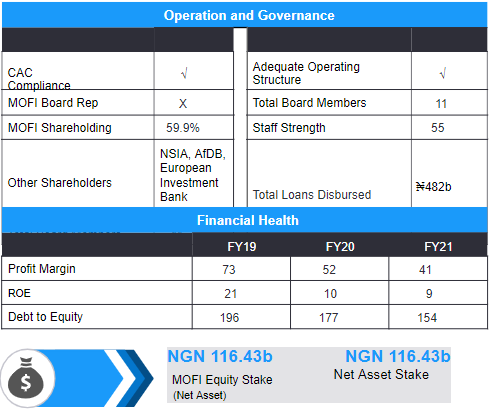 Operation and Governance
CAC
Compliance
√
Adequate Operating
Structure
√
MOFI Board Rep
X
Total Board Members
11
MOFI Shareholding
59.9%
Staff Strength
55
Other Shareholders
NSIA, AfDB,
European
Investment
Bank
Total Loans Disbursed
₦482b
Financial Health
FY19
FY20
FY21
Profit Margin
73
52
41
ROE
21
10
9
Debt to Equity
196
177
154
$
NGN 116.43b
MOFI Equity Stake
(Net Asset)
NGN 116.43b
Net Asset Stake